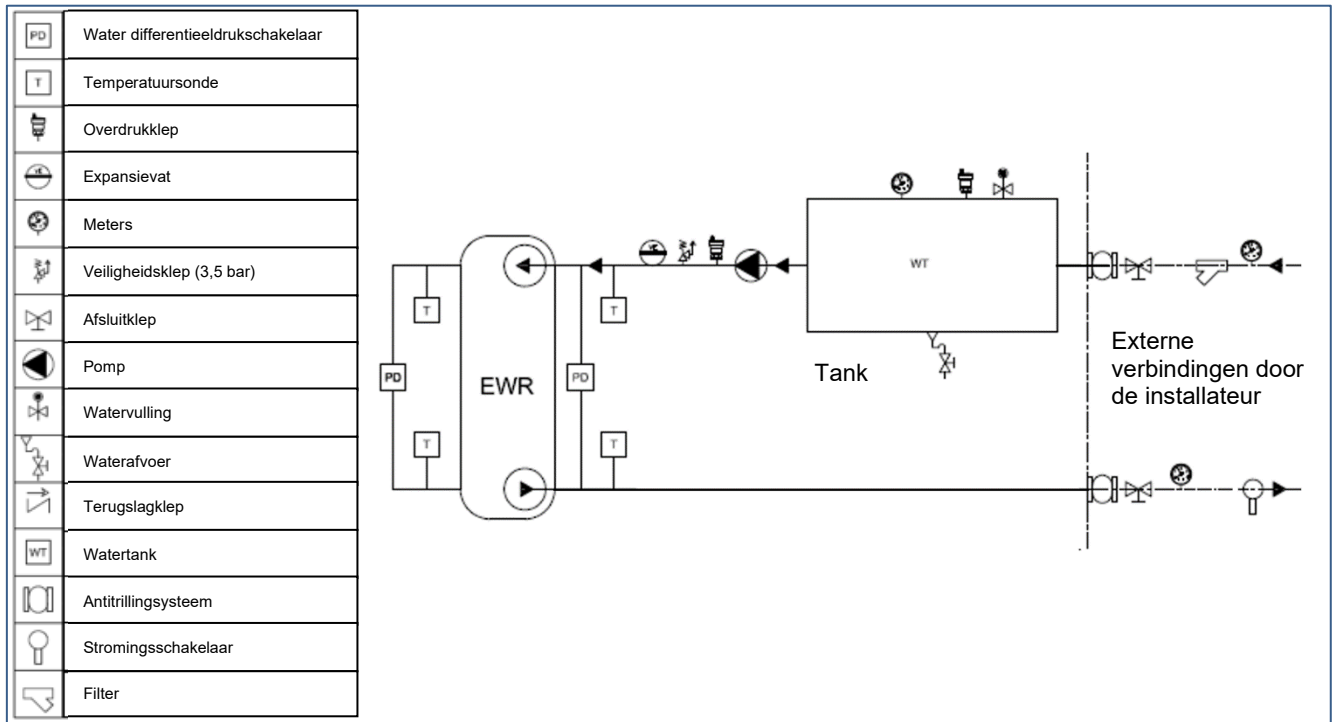 PD Water differentieeldrukschakelaar
T Temperatuursonde
Overdrukklep
Expansievat
Meters
Veiligheidsklep (3,5 bar)
Afsluitklep
Pomp
Watervulling
Waterafvoer
Terugslagklep
WT Watertank
Antitrillingsysteem
Stromingsschakelaar
Filter
WT
T
T
PD
EWR
PD
Tank
T
T
Externe
verbindingen door
de installateur